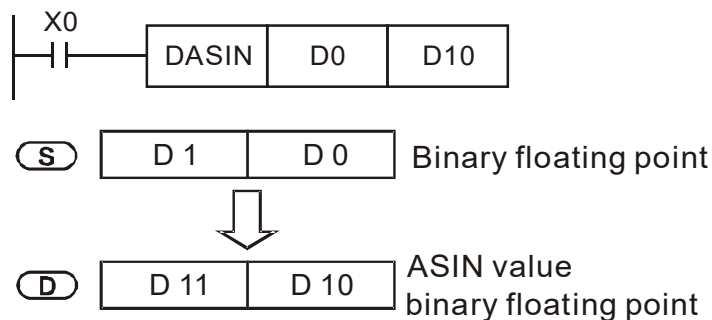 X0
DASIN D0 D10
S D 1 D 0 Binary floating point
D D 11 D 10 ASIN value
binary floating point